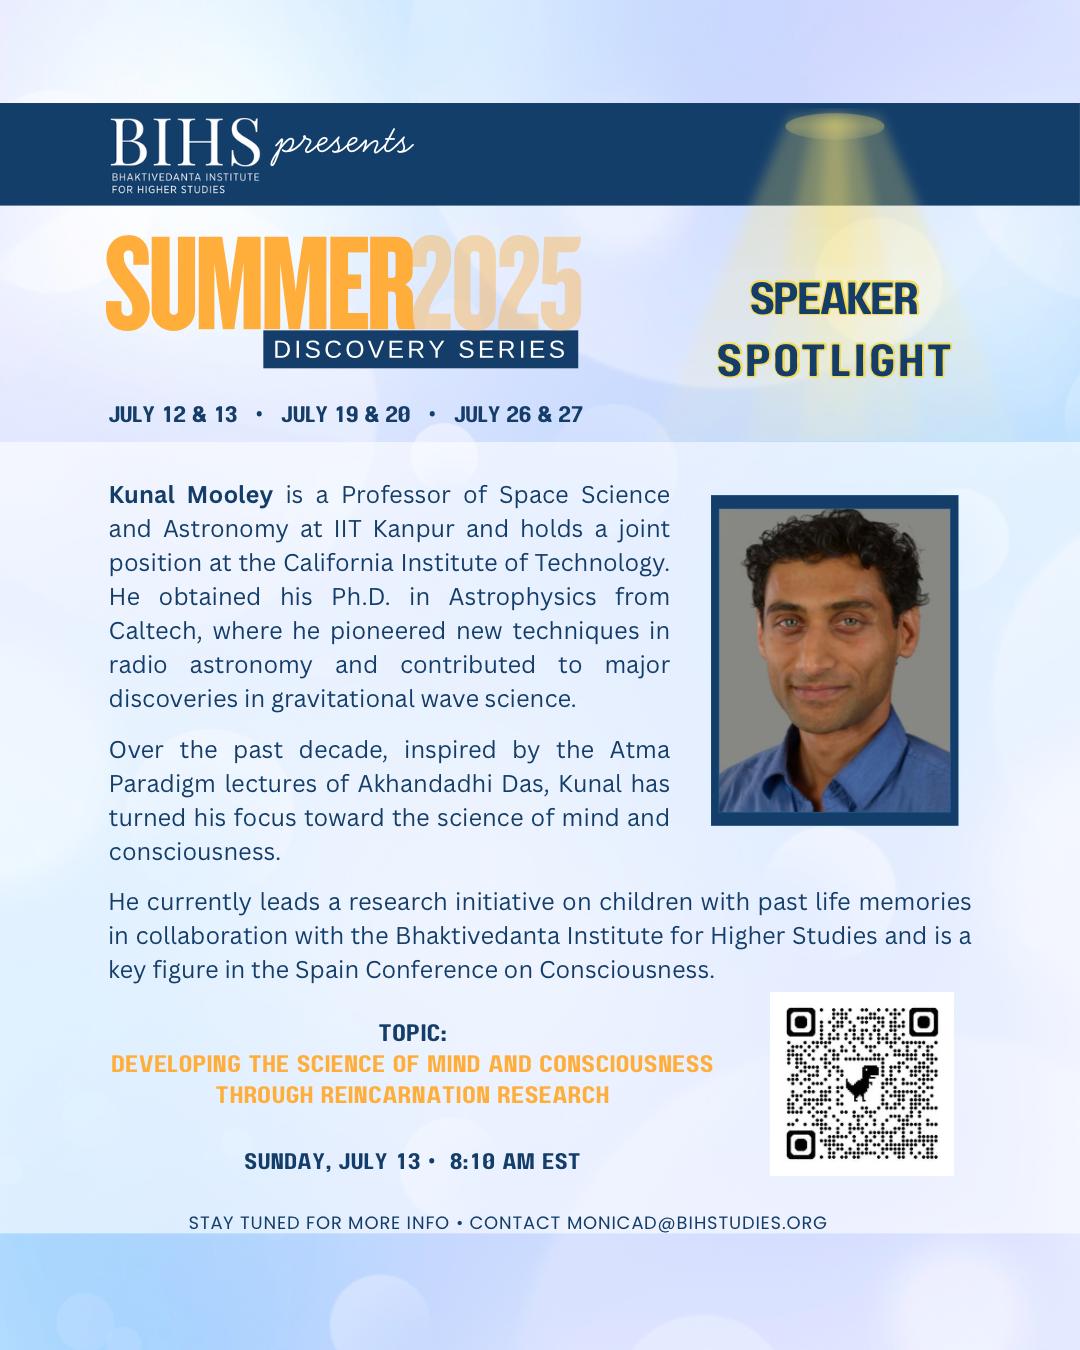 BIHS presents
BHAKTIVEDANTA INSTITUTE
FOR HIGHER STUDIES
SUMMER2025
DISCOVERY SERIES
SPEAKER
SPOTLIGHT
JULY 12 & 13 • JULY 19 & 20 • JULY 26 & 27
Kunal Mooley is a Professor of Space Science
and Astronomy at IIT Kanpur and holds a joint
position at the California Institute of Technology.
He obtained his Ph.D. in Astrophysics from
Caltech, where he pioneered new techniques in
radio astronomy and contributed to major
discoveries in gravitational wave science.
Over the past decade, inspired by the Atma
Paradigm lectures of Akhandadhi Das, Kunal has
turned his focus toward the science of mind and
consciousness.
He currently leads a research initiative on children with past life memories
in collaboration with the Bhaktivedanta Institute for Higher Studies and is a
key figure in the Spain Conference on Consciousness.
TOPIC:
DEVELOPING THE SCIENCE OF MIND AND CONSCIOUSNESS
THROUGH REINCARNATION RESEARCH
SUNDAY, JULY 13 • 8:10 AM EST
STAY TUNED FOR MORE INFO • CONTACT MONICAD@BIHSTUDIES.ORG